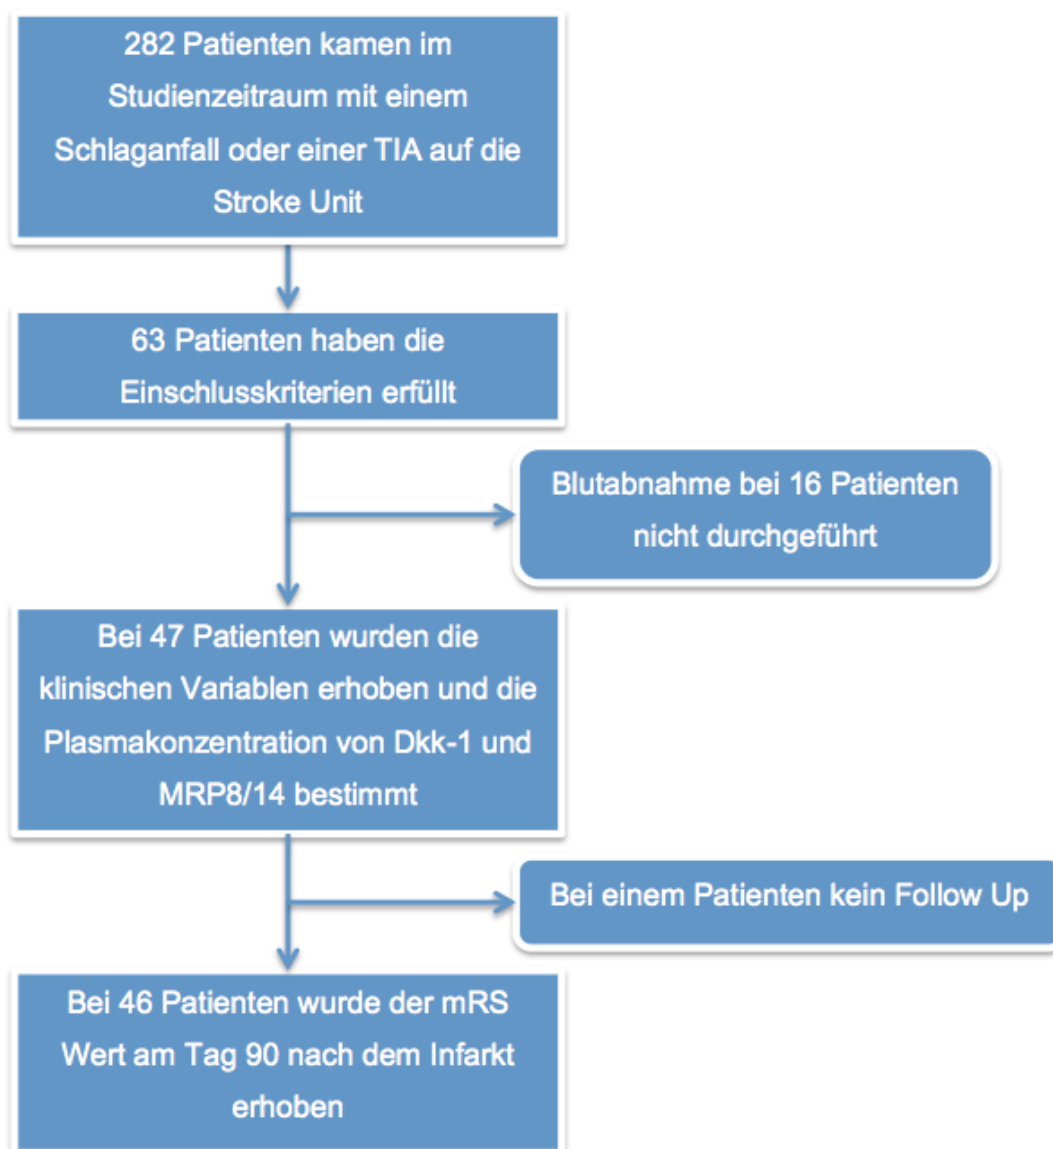 282 Patienten kamen im
Studienzeitraum mit einem
Schlaganfall oder einer TIA auf die
Stroke Unit
63 Patienten haben die
Einschlusskriterien erfüllt
Blutabnahme bei 16 Patienten
nicht durchgeführt
Bei 47 Patienten wurden die
klinischen Variablen erhoben und die
Plasmakonzentration von Dkk-1 und
MRP8/14 bestimmt
Bei einem Patienten kein Follow Up
Bei 46 Patienten wurde der mRS
Wert am Tag 90 nach dem Infarkt
erhoben